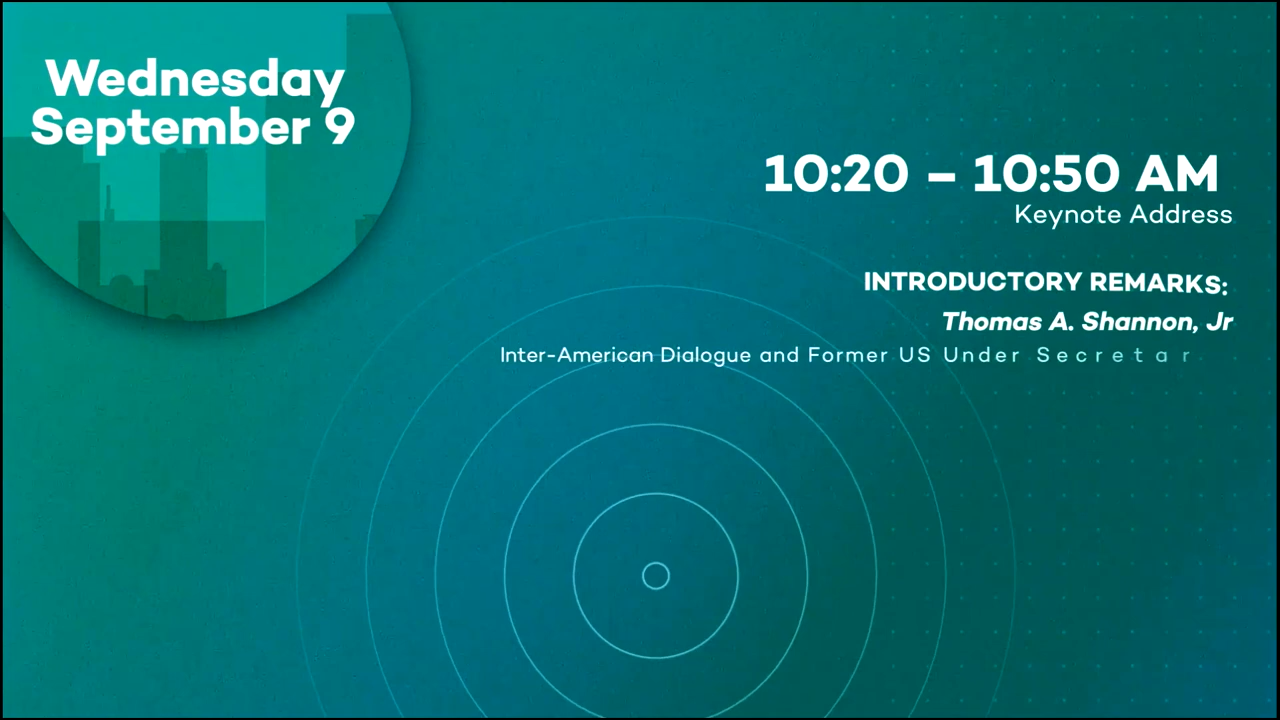 Wednesday
September 9
10:20 – 10:50 AM
Keynote Address
INTRODUCTORY REMARKS:
Thomas A. Shannon, Jr
Inter-American Dialogue and Former US Under Secretar